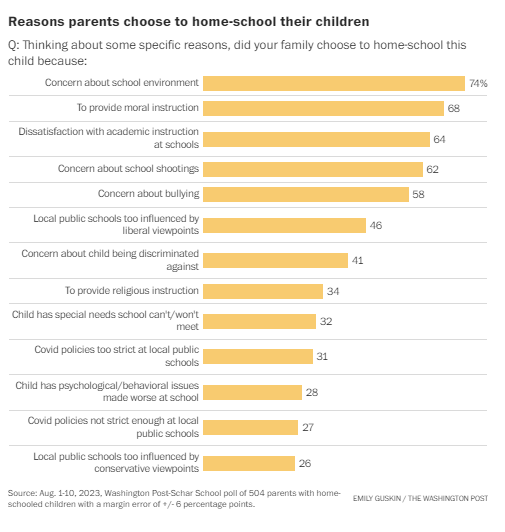 Reasons parents choose to home-school their children
Q: Thinking about some specific reasons, did your family choose to home-school this
child because:
Concern about school environment 74%
To provide moral instruction 68
Dissatisfaction with academic instruction
at schools 64
Concern about school shootings 62
Concern about bullying 58
Local public schools too influenced by
liberal viewpoints 46
Concern about child being discriminated
against 41
To provide religious instruction 34
Child has special needs school can't/won't
meet 32
Covid policies too strict at local public
schools 31
Child has psychological/behavioral issues
made worse at school 28
Covid policies not strict enough at local
public schools 27
Local public schools too influenced by
conservative viewpoints 26
Source: Aug. 1-10, 2023, Washington Post-Schar School poll of 504 parents with home-
schooled children with a margin error of +/- 6 percentage points.
EMILY GUSKIN / THE WASHINGTON POST